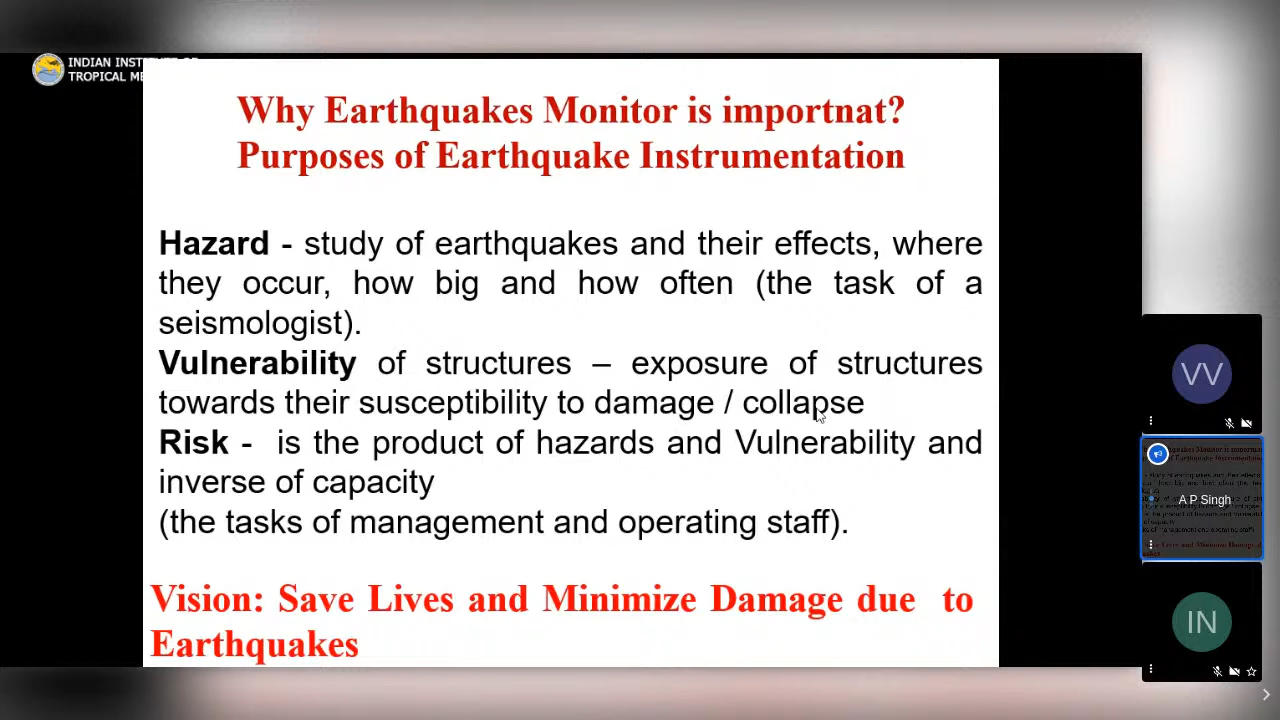 INDIAN INST
TROPICAL ME
Why Earthquakes Monitor is importnat?
Purposes of Earthquake Instrumentation
Hazard - study of earthquakes and their effects, where
they occur, how big and how often (the task of a
seismologist).
Vulnerability of structures – exposure of structures
towards their susceptibility to damage / collapse
Risk - is the product of hazards and Vulnerability and
inverse of capacity
(the tasks of management and operating staff).
Vision: Save Lives and Minimize Damage due to
Earthquakes
VV
A P Singh
IN